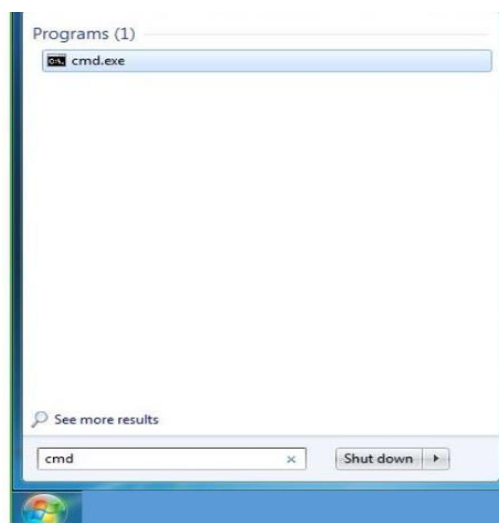 Programs (1)
cmd.exe
See more results
cmd
Shut down